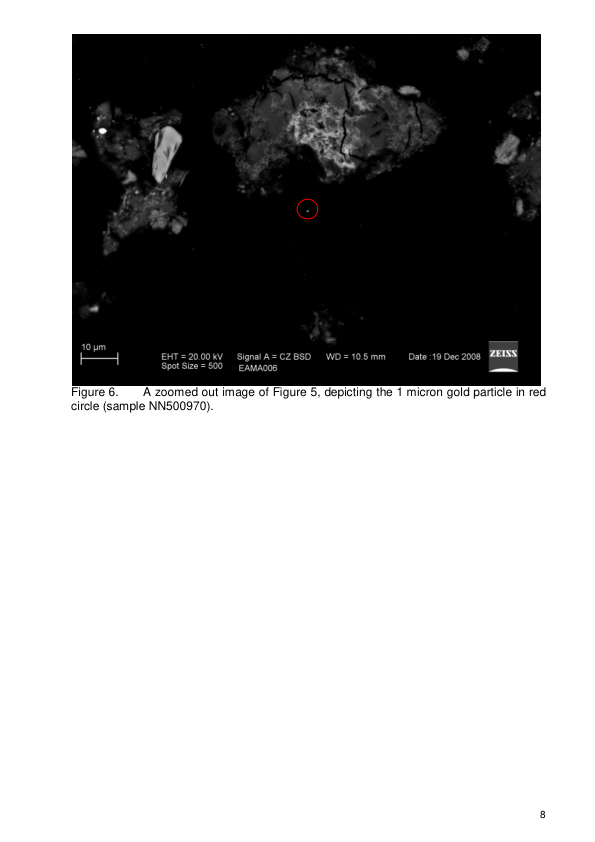 10 µm
EHT = 20.00 kV Signal A = CZ BSD WD = 10.5 mm Date :19 Dec 2008
Spot Size = 500 EAMA006
ZEISS
Figure 6. A zoomed out image of Figure 5, depicting the 1 micron gold particle in red
circle (sample NN500970).
8